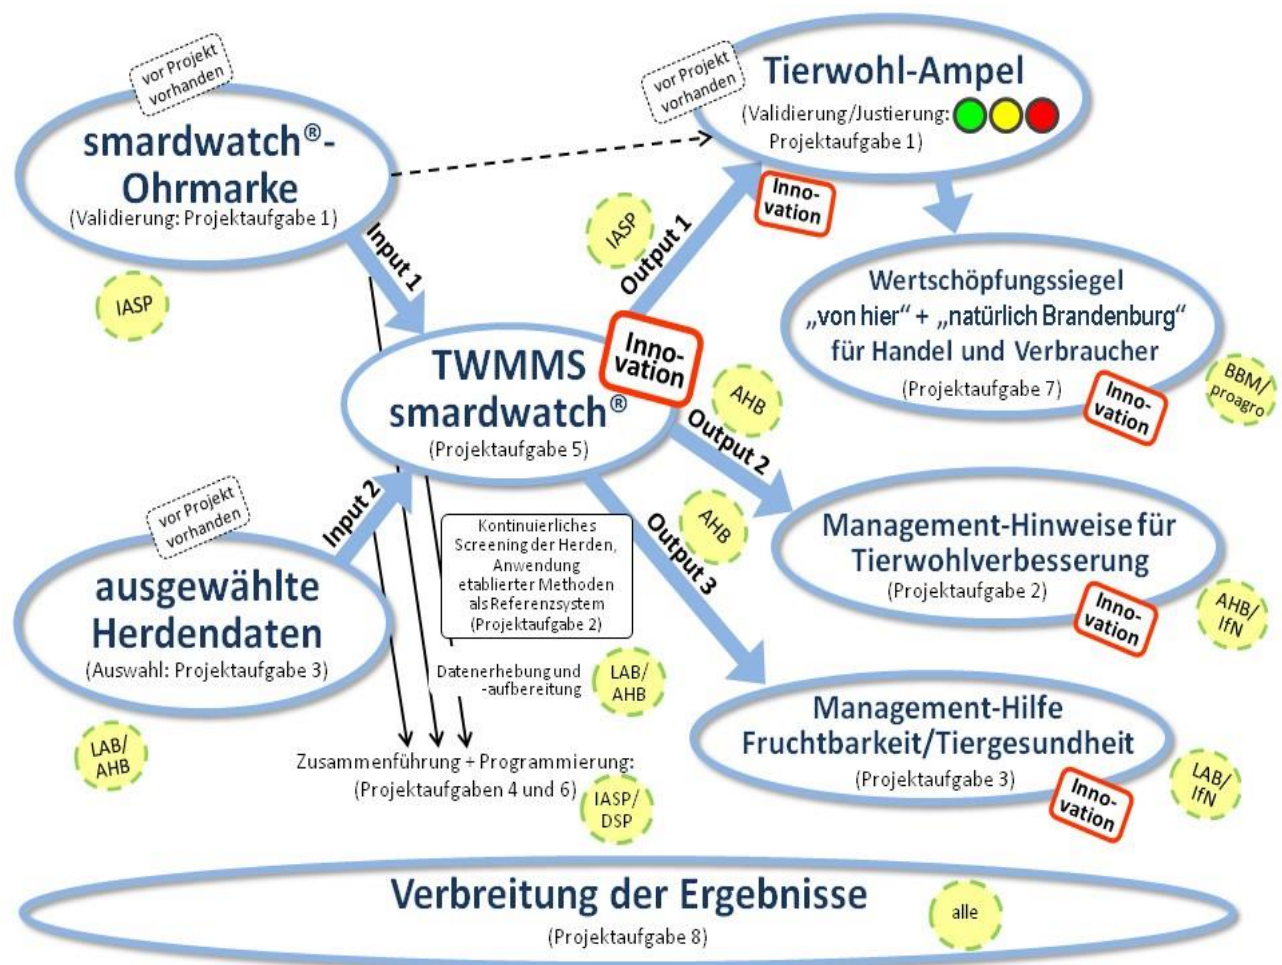 vor Projekt
vorhanden
smardwatch®-
Ohrmarke
(Validierung: Projektaufgabe 1)
IASP
Input 1
vor Projekt
vorhanden
Tierwohl-Ampel
(Validierung/Justierung:
Projektaufgabe 1)
Inno-
vation
IASP
Output 1
Wertschöpfungssiegel
„von hier“ + „natürlich Brandenburg“
für Handel und Verbraucher
(Projektaufgabe 7)
Inno-
vation
BBM/
proagro
TWMMS
smardwatch®
(Projektaufgabe 5)
Inno-
vation
AHB
Output 2
AHB
Output 3
vor Projekt
vorhanden
Input 2
ausgewählte
Herdendaten
(Auswahl: Projektaufgabe 3)
LAB/
AHB
Kontinuierliches
Screening der Herden,
Anwendung
etablierter Methoden
als Referenzsystem
(Projektaufgabe 2)
Datenerhebung und
-aufbereitung
LAB/
AHB
Zusammenführung + Programmierung:
(Projektaufgaben 4 und 6)
IASP/
DSP
Management-Hinweise für
Tierwohlverbesserung
(Projektaufgabe 2)
Inno-
vation
AHB/
IfN
Management-Hilfe
Fruchtbarkeit/Tiergesundheit
(Projektaufgabe 3)
Inno-
vation
LAB/
IfN
Verbreitung der Ergebnisse
(Projektaufgabe 8)
alle